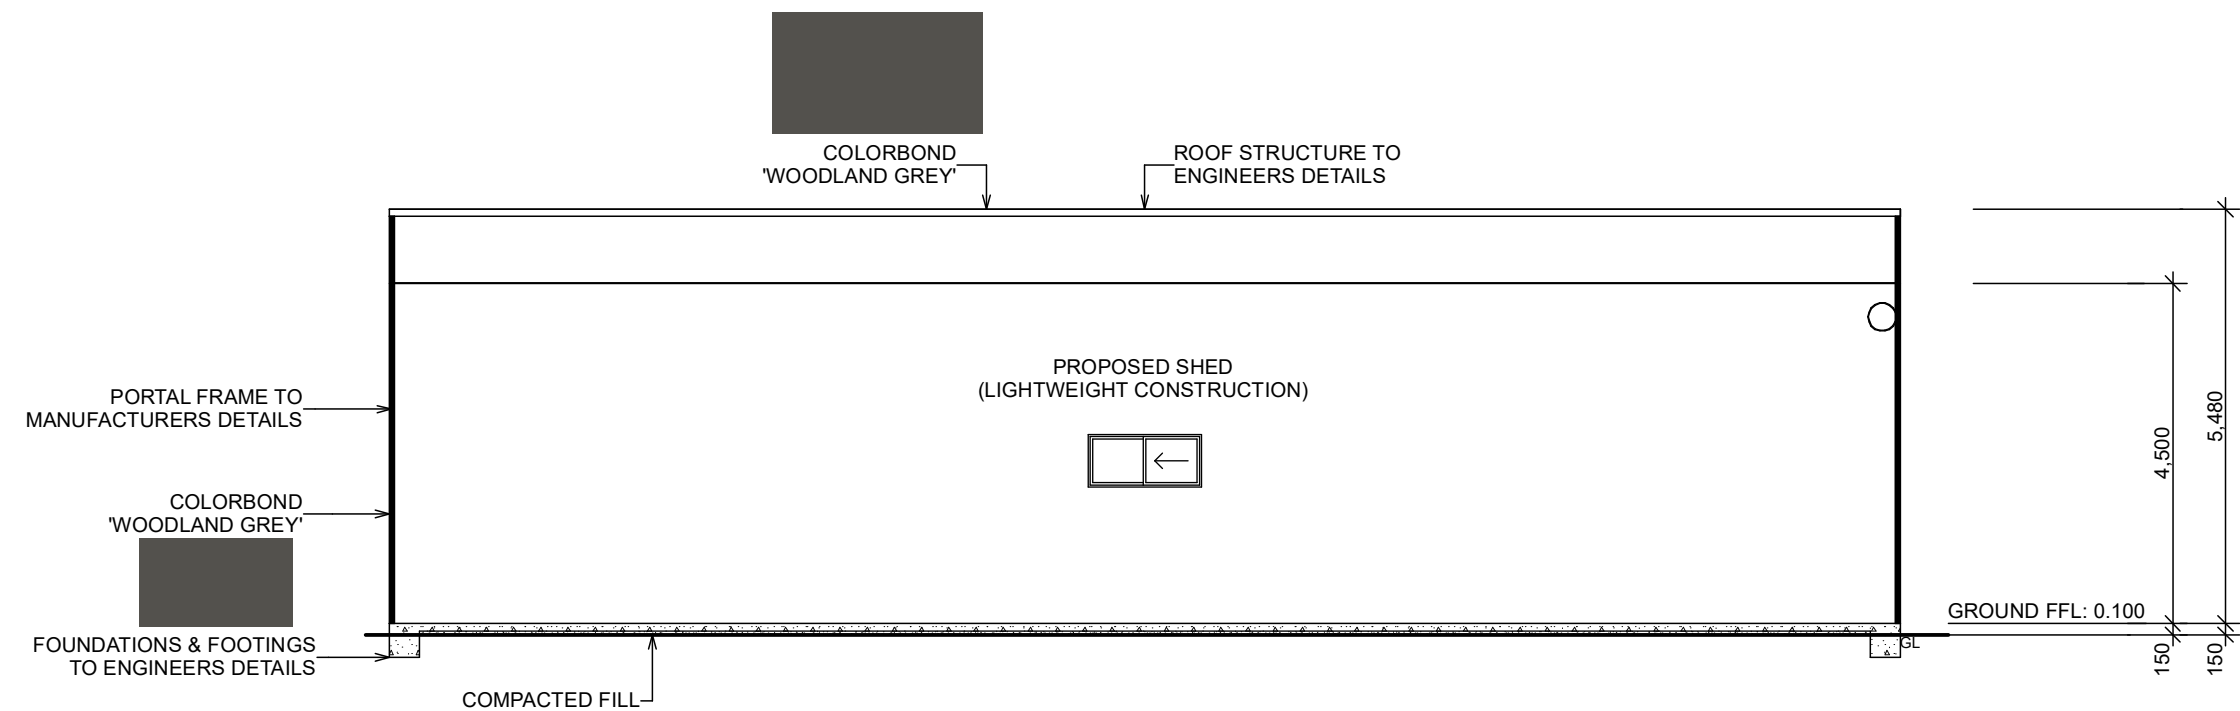 COLORBOND
'WOODLAND GREY'
ROOF STRUCTURE TO
ENGINEERS DETAILS
PROPOSED SHED
(LIGHTWEIGHT CONSTRUCTION)
PORTAL FRAME TO
MANUFACTURERS DETAILS
COLORBOND
'WOODLAND GREY'
FOUNDATIONS & FOOTINGS
TO ENGINEERS DETAILS
COMPACTED FILL
GROUND FFL: 0.100
GL
4,500
5,480
150
150